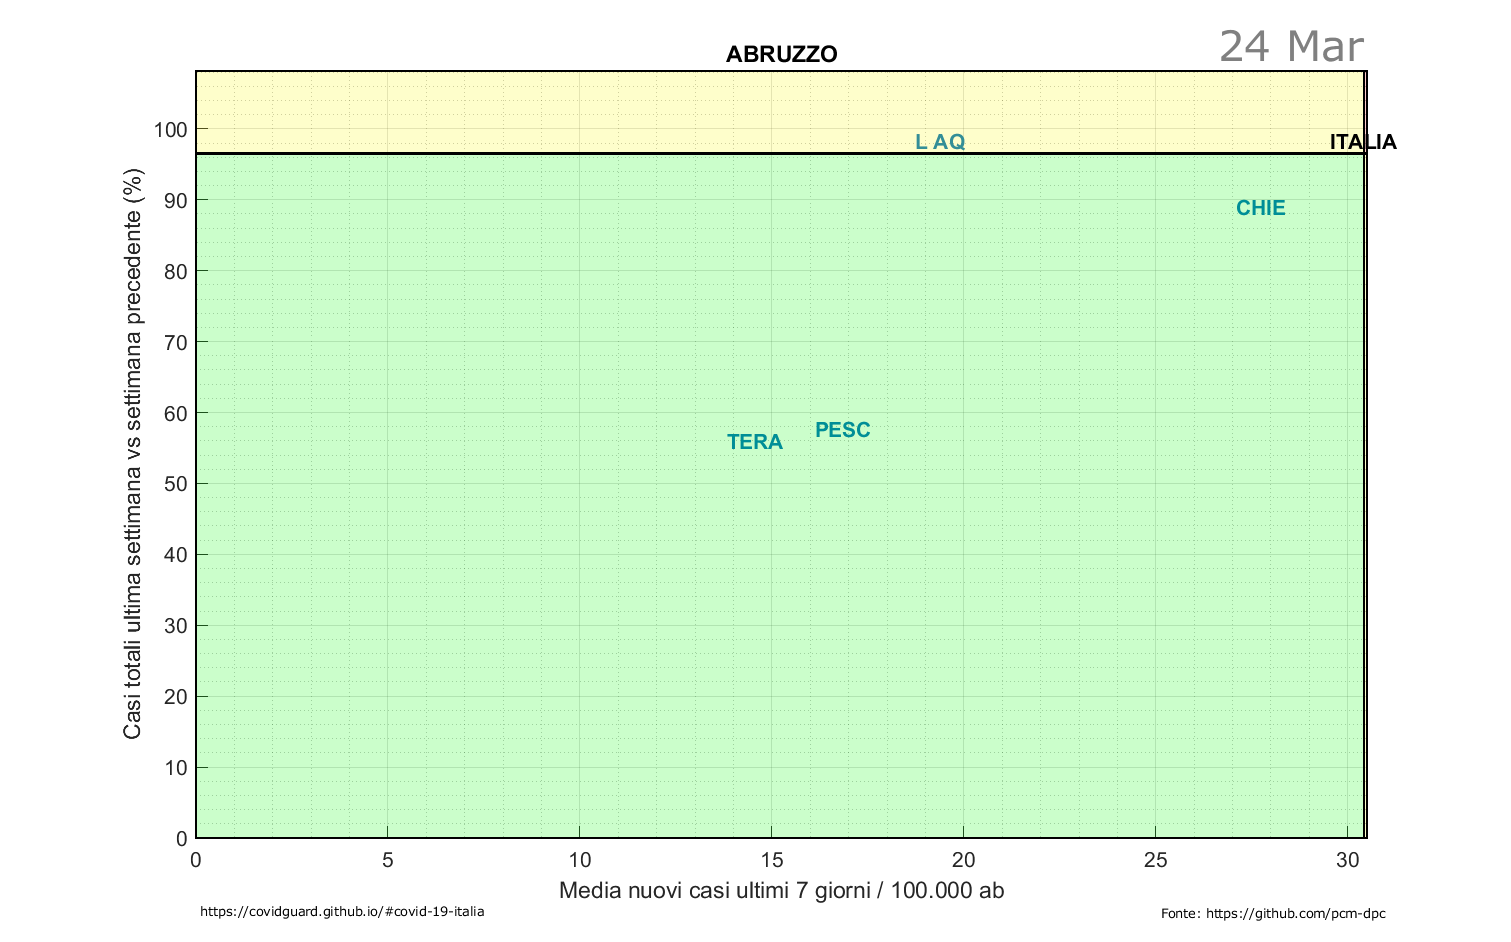 24 Mar
ABRUZZO
Casi totali ultima settimana vs settimana precedente (%)
100
90
80
70
60
50
40
30
20
10
0
L AQ
ITALIA
CHIE
PESC
TERA
0 5 10 15 20 25 30
Media nuovi casi ultimi 7 giorni / 100.000 ab
https://covidguard.github.io/#covid-19-italia
Fonte: https://github.com/pcm-dpc